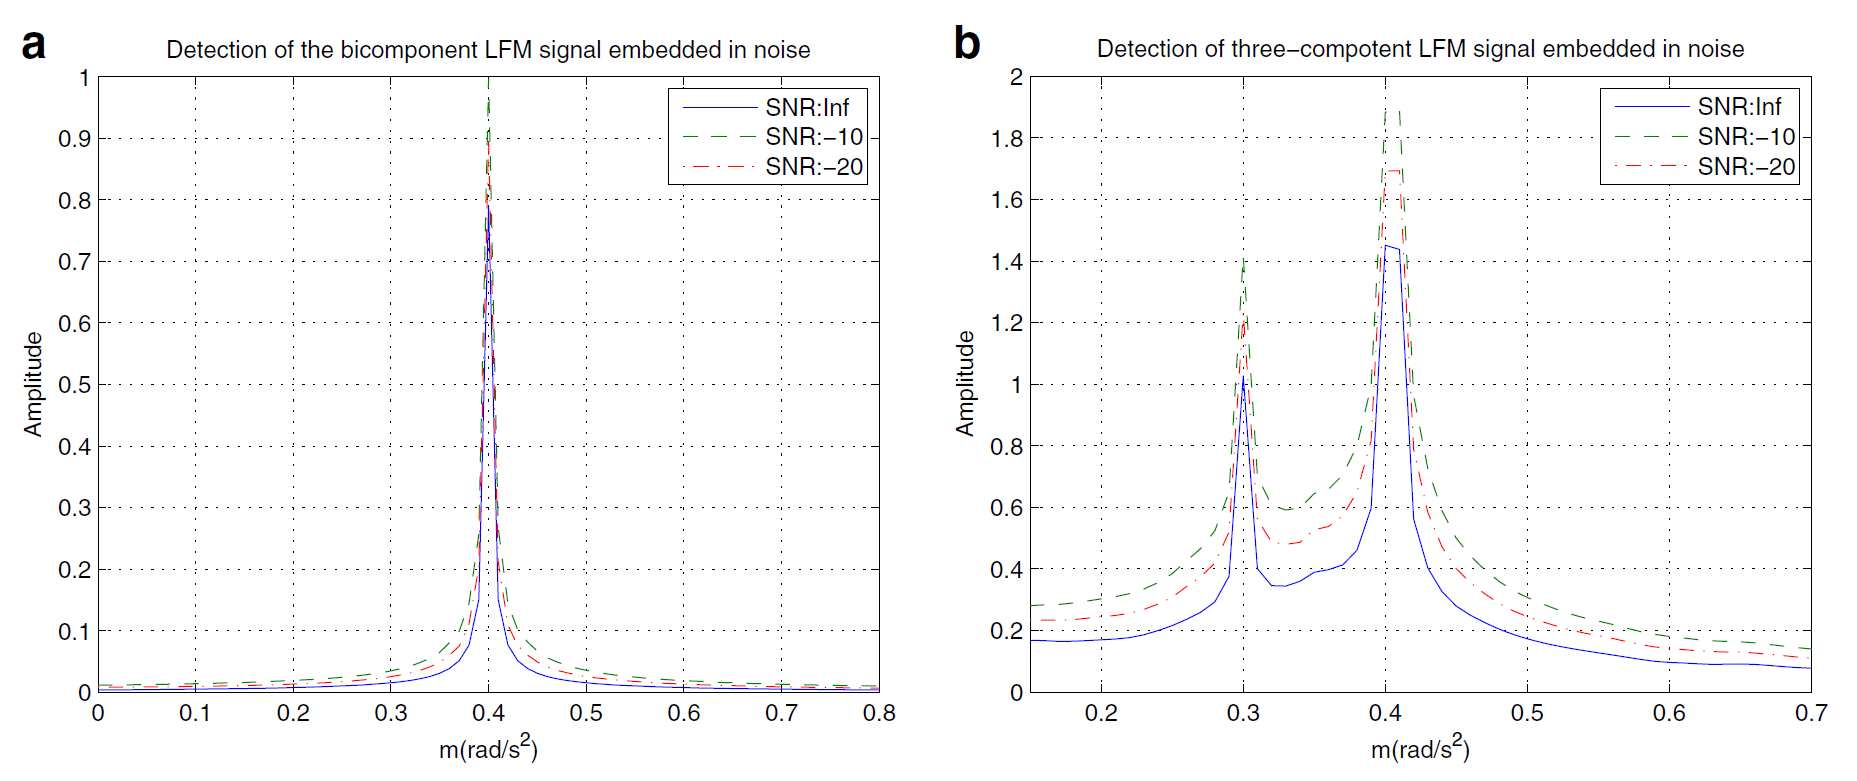 a
Detection of the bicomponent LFM signal embedded in noise
1
0.9
0.8
0.7
0.6
0.5
0.4
0.3
0.2
0.1
0
Amplitude
SNR:Inf
SNR:−10
SNR:−20
0 0.1 0.2 0.3 0.4 0.5 0.6 0.7 0.8
m(rad/s²)
b
Detection of three−compotent LFM signal embedded in noise
2
1.8
1.6
1.4
1.2
1
0.8
0.6
0.4
0.2
0
Amplitude
SNR:Inf
SNR:−10
SNR:−20
0.2 0.3 0.4 0.5 0.6 0.7
m(rad/s²)